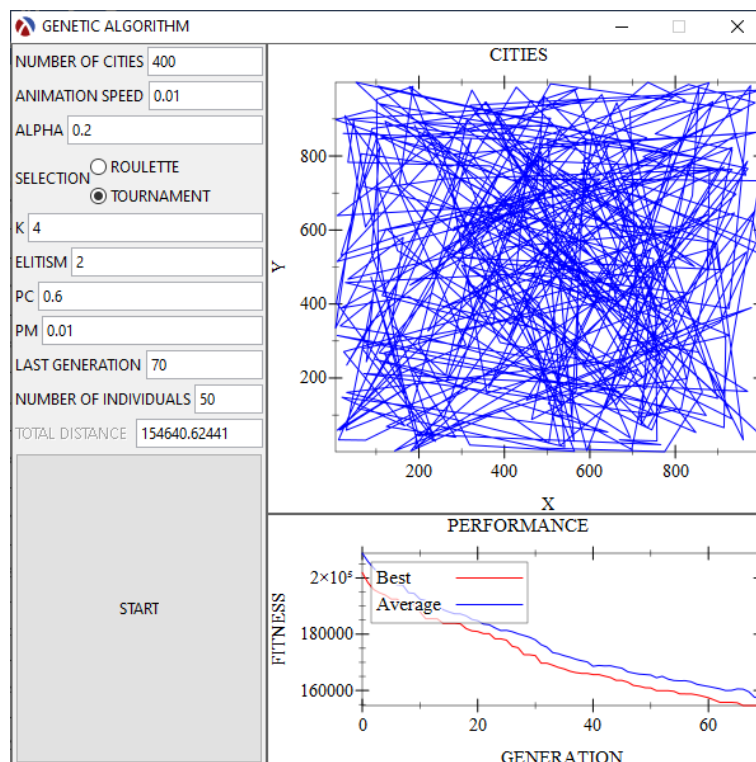 GENETIC ALGORITHM
NUMBER OF CITIES 400
ANIMATION SPEED 0.01
ALPHA 0.2
SELECTION
ROULETTE
TOURNAMENT
K 4
ELITISM 2
PC 0.6
PM 0.01
LAST GENERATION 70
NUMBER OF INDIVIDUALS 50
TOTAL DISTANCE 154640.62441
START
CITIES
800
600
Y
400
200
200 400 600 800
X
PERFORMANCE
2×10⁵
Best
Average
FITNESS
180000
160000
0 20 40 60
GENERATION